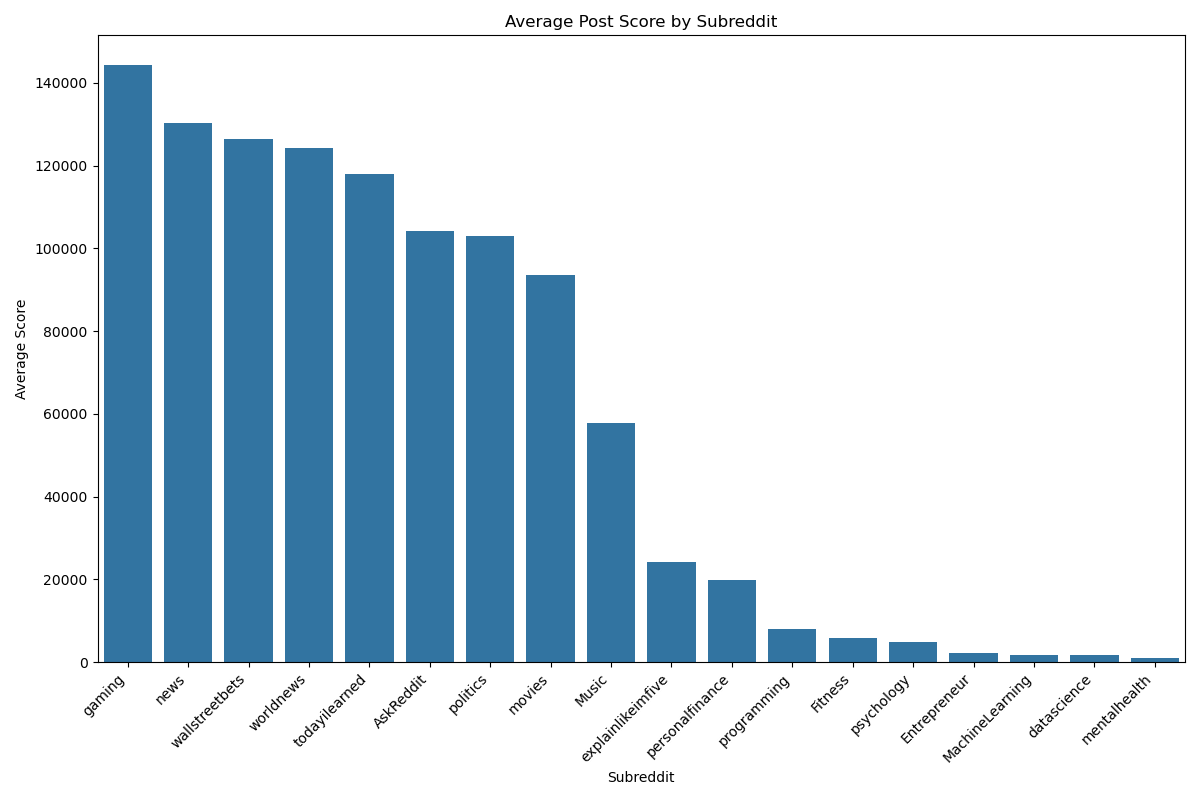 Average Post Score by Subreddit
Average Score
140000
120000
100000
80000
60000
40000
20000
0
gaming
news
wallstreetbets
worldnews
todayilearned
AskReddit
politics
movies
Music
explainlikeimfive
personalfinance
programming
Fitness
psychology
Entrepreneur
MachineLearning
datascience
mentalhealth
Subreddit